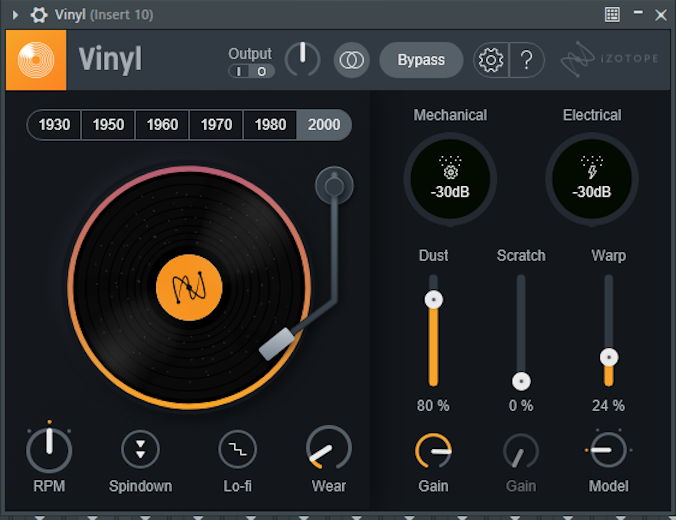 Vinyl (Insert 10)
Vinyl
Output
I O
Bypass
?
iZOTOPE
1930 1950 1960 1970 1980 2000
Mechanical Electrical
-30dB -30dB
Dust Scratch Warp
80 % 0 % 24 %
RPM Spindown Lo-fi Wear Gain Gain Model